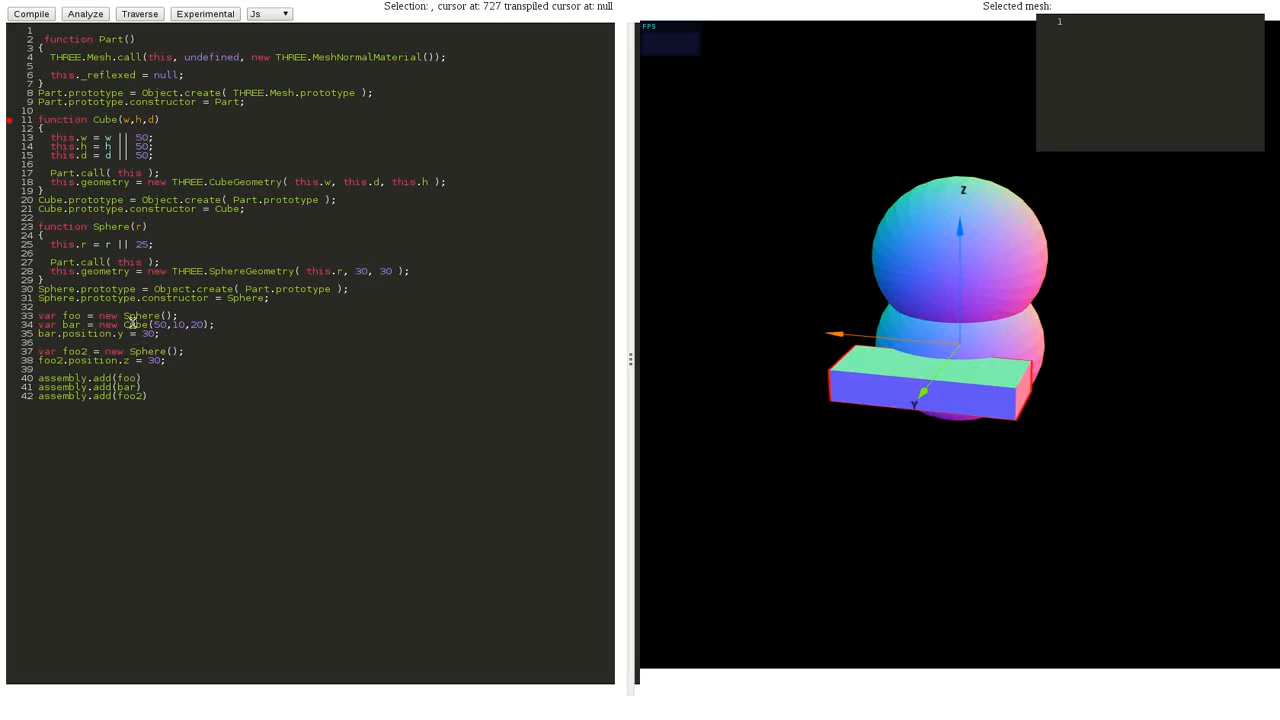 Compile Analyze Traverse Experimental Js Selection: , cursor at: 727 transpiled cursor at: null Selected mesh:
1
2 function Part()
3 {
4 THREE.Mesh.call(this, undefined, new THREE.MeshNormalMaterial());
5
6 this._reflexed = null;
7 }
8 Part.prototype = Object.create( THREE.Mesh.prototype );
9 Part.prototype.constructor = Part;
10
11 function Cube(w,h,d)
12 {
13 this.w = w || 50;
14 this.h = h || 50;
15 this.d = d || 50;
16
17 Part.call( this );
18 this.geometry = new THREE.CubeGeometry( this.w, this.d, this.h );
19 }
20 Cube.prototype = Object.create( Part.prototype );
21 Cube.prototype.constructor = Cube;
22
23 function Sphere(r)
24 {
25 this.r = r || 25;
26
27 Part.call( this );
28 this.geometry = new THREE.SphereGeometry( this.r, 30, 30 );
29 }
30 Sphere.prototype = Object.create( Part.prototype );
31 Sphere.prototype.constructor = Sphere;
32
33 var foo = new Sphere();
34 var bar = new Cube(50,10,20);
35 bar.position.y = 30;
36
37 var foo2 = new Sphere();
38 foo2.position.z = 30;
39
40 assembly.add(foo)
41 assembly.add(bar)
42 assembly.add(foo2)
FPS
1
Z
Y